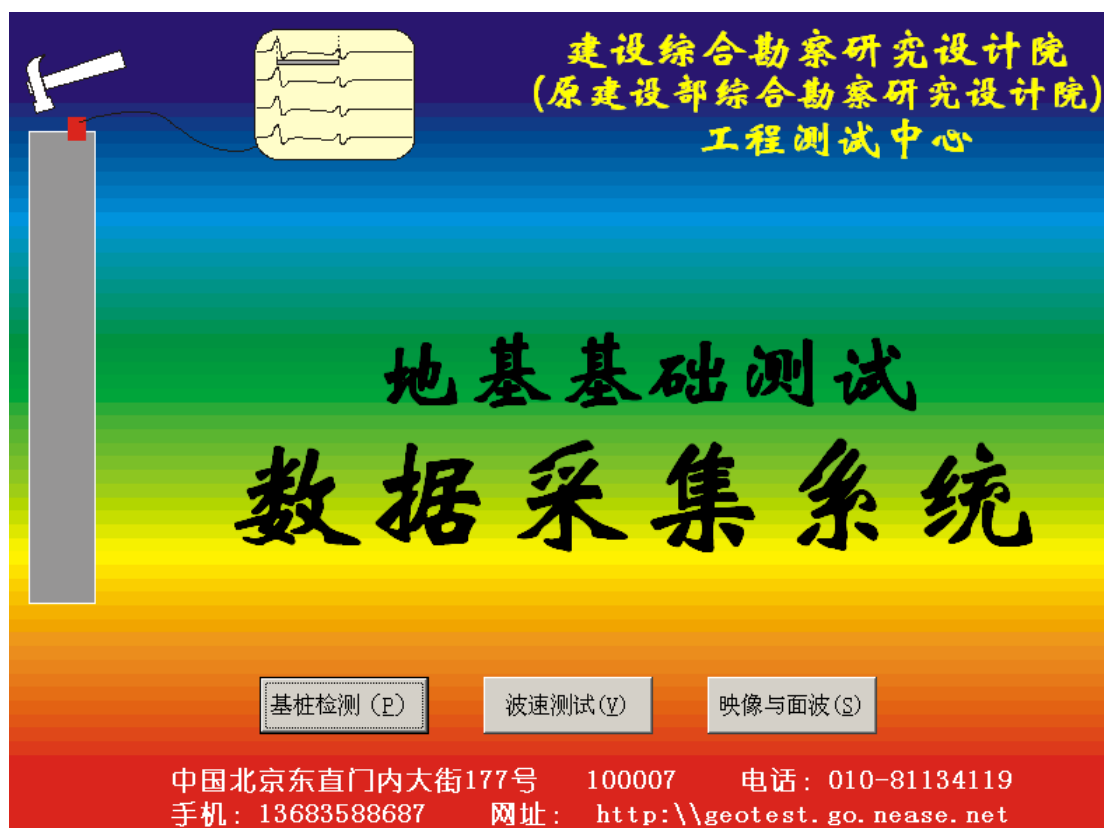 建设综合勘察研究设计院
(原建设部综合勘察研究设计院)
工程测试中心
地基基础测试
数据采集系统
基桩检测(P) 波速测试(V) 映像与面波(S)
中国北京东直门内大街177号 100007 电话: 010-81134119
手机: 13683588687 网址: http:\\geotest.go.nease.net